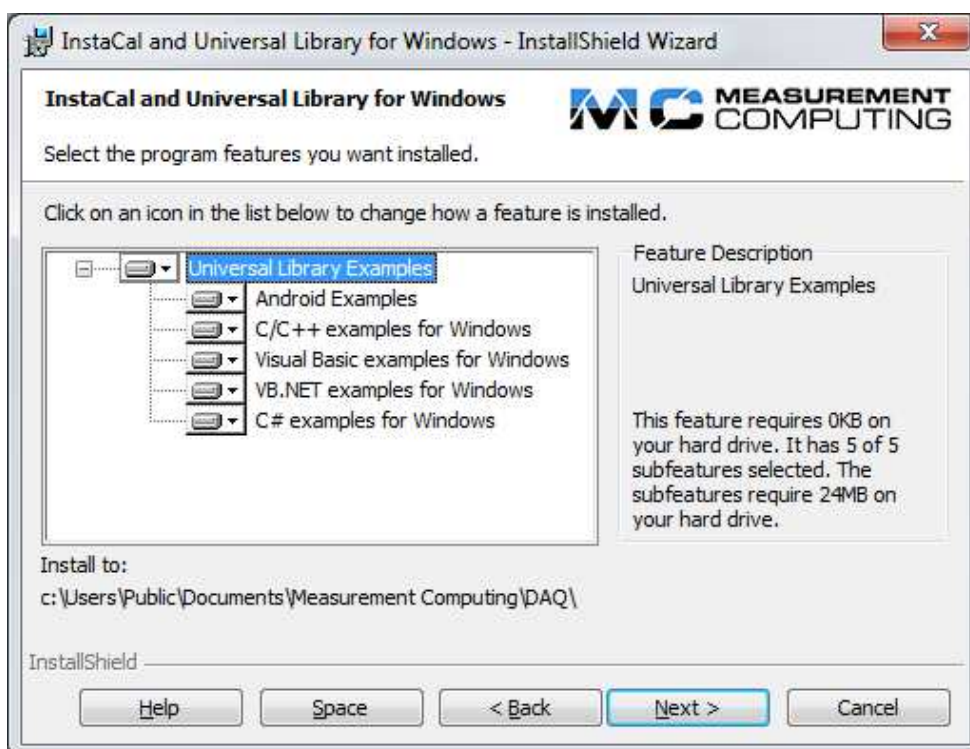 InstaCal and Universal Library for Windows - InstallShield Wizard
InstaCal and Universal Library for Windows
MC MEASUREMENT
COMPUTING
Select the program features you want installed.
Click on an icon in the list below to change how a feature is installed.
Universal Library Examples
Android Examples
C/C++ examples for Windows
Visual Basic examples for Windows
VB.NET examples for Windows
C# examples for Windows
Feature Description
Universal Library Examples
This feature requires 0KB on
your hard drive. It has 5 of 5
subfeatures selected. The
subfeatures require 24MB on
your hard drive.
Install to:
c:\Users\Public\Documents\Measurement Computing\DAQ\
InstallShield
Help
Space
< Back
Next >
Cancel